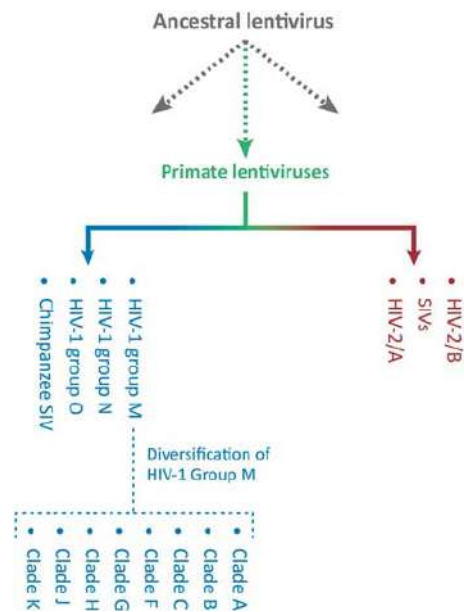 Ancestral lentivirus
Primate lentiviruses
• Chimpanzee SIV
• HIV-1 group O
• HIV-1 group N
• HIV-1 group M
• HIV-2/A
• SIVs
• HIV-2/B
Diversification of
HIV-1 Group M
• Clade K
• Clade J
• Clade H
• Clade G
• Clade F
• Clade C
• Clade B
• Clade A